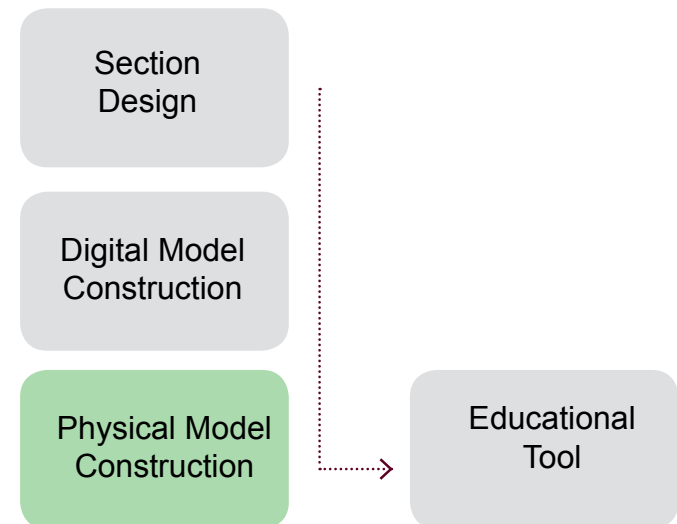 Section
Design
Digital Model
Construction
Physical Model
Construction
Educational
Tool